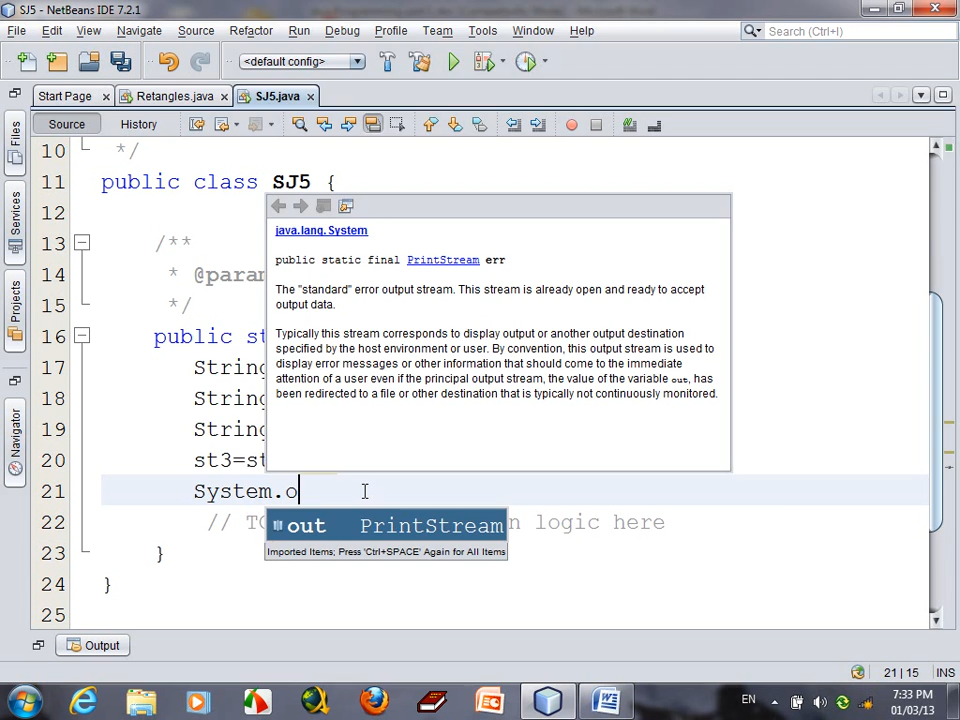 SJ5 - NetBeans IDE 7.2.1
File Edit View Navigate Source Refactor Run Debug Profile Team Tools Window Help
Search (Ctrl+I)
<default config>
Start Page Retangles.java SJ5.java
Source History
Files
Services
Projects
Navigator
10 */
11 public class SJ5 {
12
13 /**
14 * @param
15 */
16 public st
17 String
18 String
19 String
20 st3=st
21 System.o
22 // TO n logic here
23 }
24 }
25
java.lang.System
public static final PrintStream err
The "standard" error output stream. This stream is already open and ready to accept
output data.
Typically this stream corresponds to display output or another output destination
specified by the host environment or user. By convention, this output stream is used to
display error messages or other information that should come to the immediate
attention of a user even if the principal output stream, the value of the variable out, has
been redirected to a file or other destination that is typically not continuously monitored.
out PrintStream
Imported Items; Press 'Ctrl+SPACE' Again for All Items
Output
21 | 15 INS
EN
7:33 PM
01/03/13